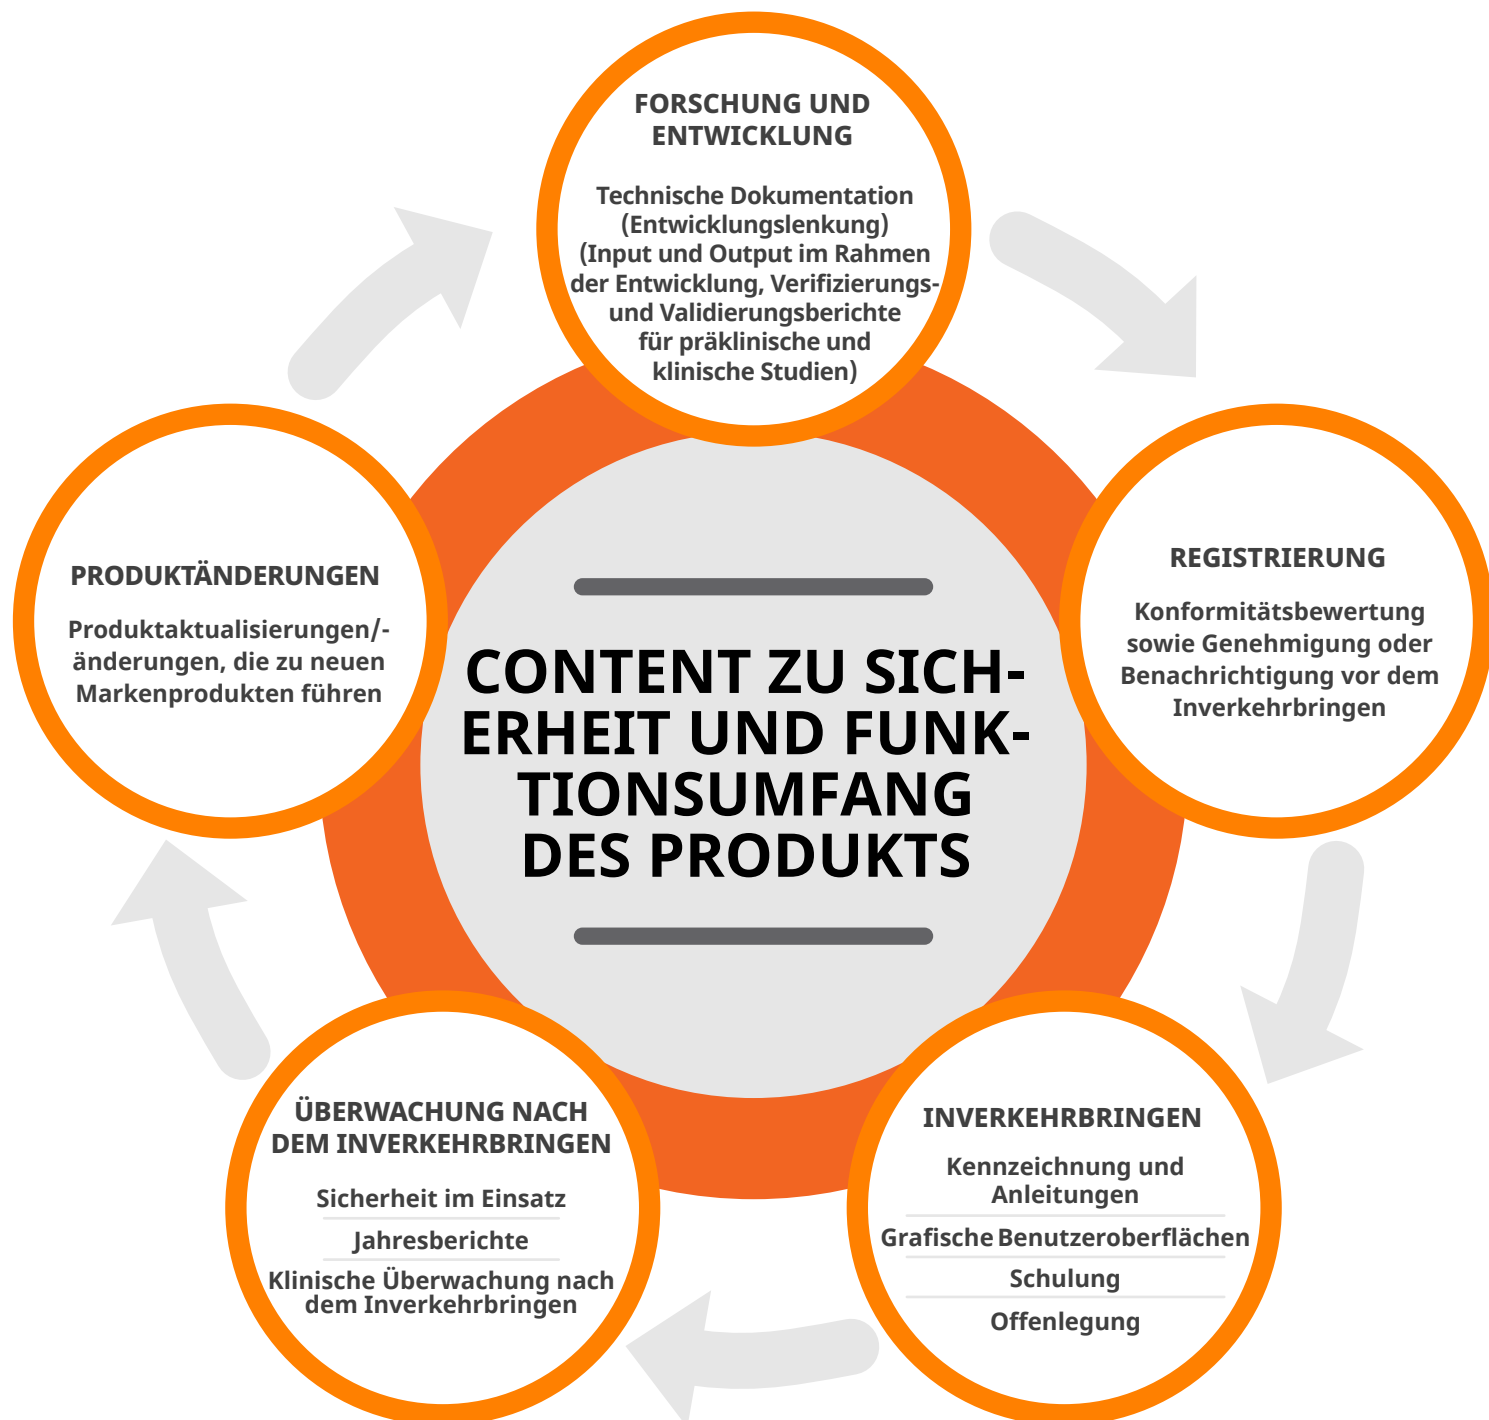 FORSCHUNG UND
ENTWICKLUNG
Technische Dokumentation
(Entwicklungslenkung)
(Input und Output im Rahmen
der Entwicklung, Verifizierungs-
und Validierungsberichte
für präklinische und
klinische Studien)
REGISTRIERUNG
Konformitätsbewertung
sowie Genehmigung oder
Benachrichtigung vor dem
Inverkehrbringen
INVERKEHRBRINGEN
Kennzeichnung und
Anleitungen
Grafische Benutzeroberflächen
Schulung
Offenlegung
ÜBERWACHUNG NACH
DEM INVERKEHRBRINGEN
Sicherheit im Einsatz
Jahresberichte
Klinische Überwachung nach
dem Inverkehrbringen
PRODUKTÄNDERUNGEN
Produktaktualisierungen/-
änderungen, die zu neuen
Markenprodukten führen
CONTENT ZU SICH-
ERHEIT UND FUNK-
TIONSUMFANG
DES PRODUKTS